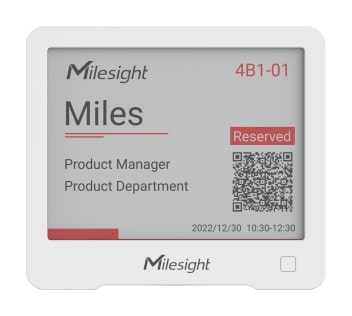 Milesight 4B1-01
Miles
Reserved
Product Manager
Product Department
2022/12/30 10:30-12:30
Milesight